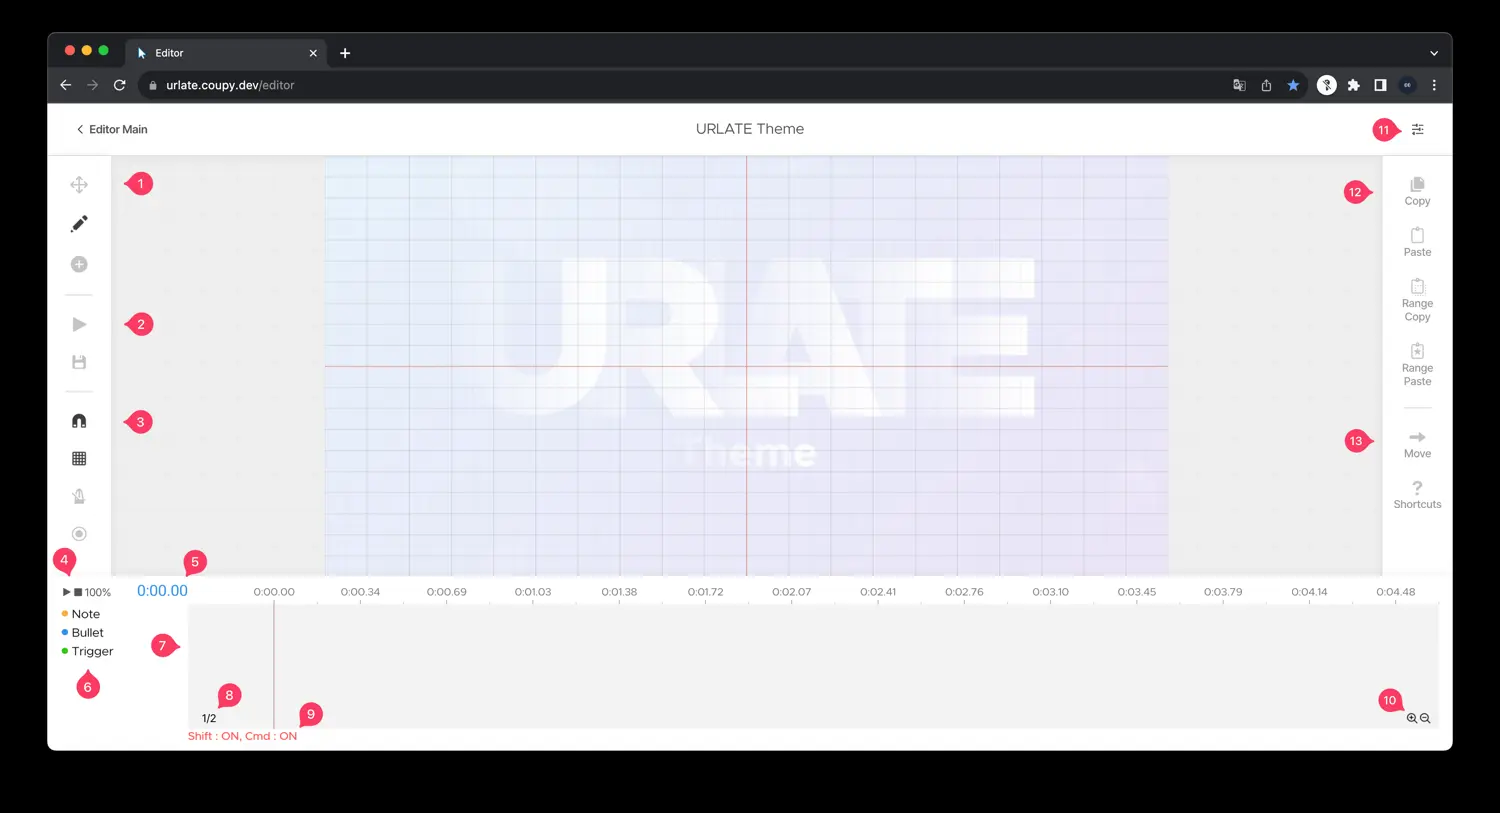 Editor
urlate.coupy.dev/editor
Editor Main
URLATE Theme
11
1
12
Copy
Paste
2
Range
Copy
URLATE
Range
Paste
3
13
Theme
Move
Shortcuts
4
5
100%
0:00.00
0:00.00 0:00.34 0:00.69 0:01.03 0:01.38 0:01.72 0:02.07 0:02.41 0:02.76 0:03.10 0:03.45 0:03.79 0:04.14 0:04.48
Note
Bullet
Trigger
7
6
8
10
9
1/2
Shift : ON, Cmd : ON